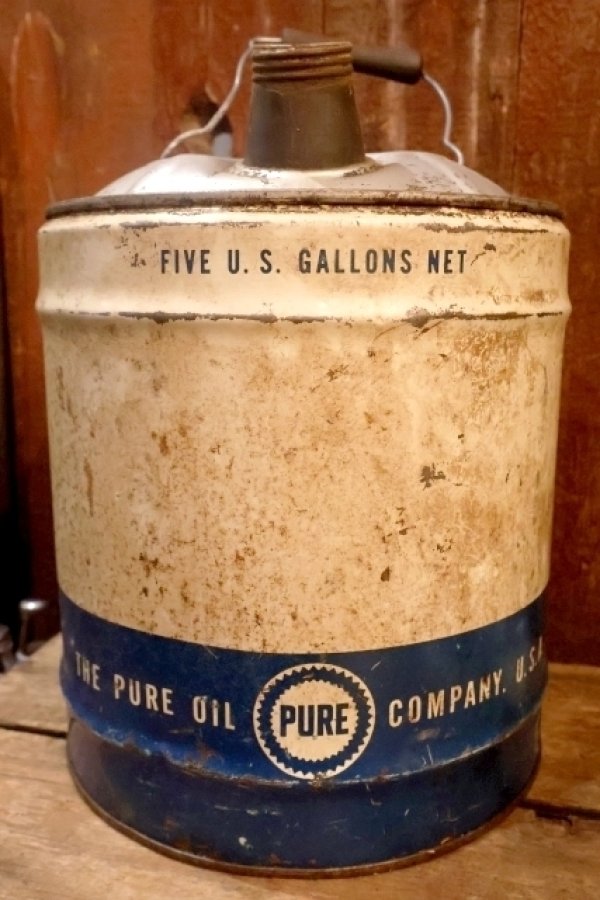 FIVE U. S. GALLONS NET
THE PURE OIL PURE COMPANY. U.S.A.